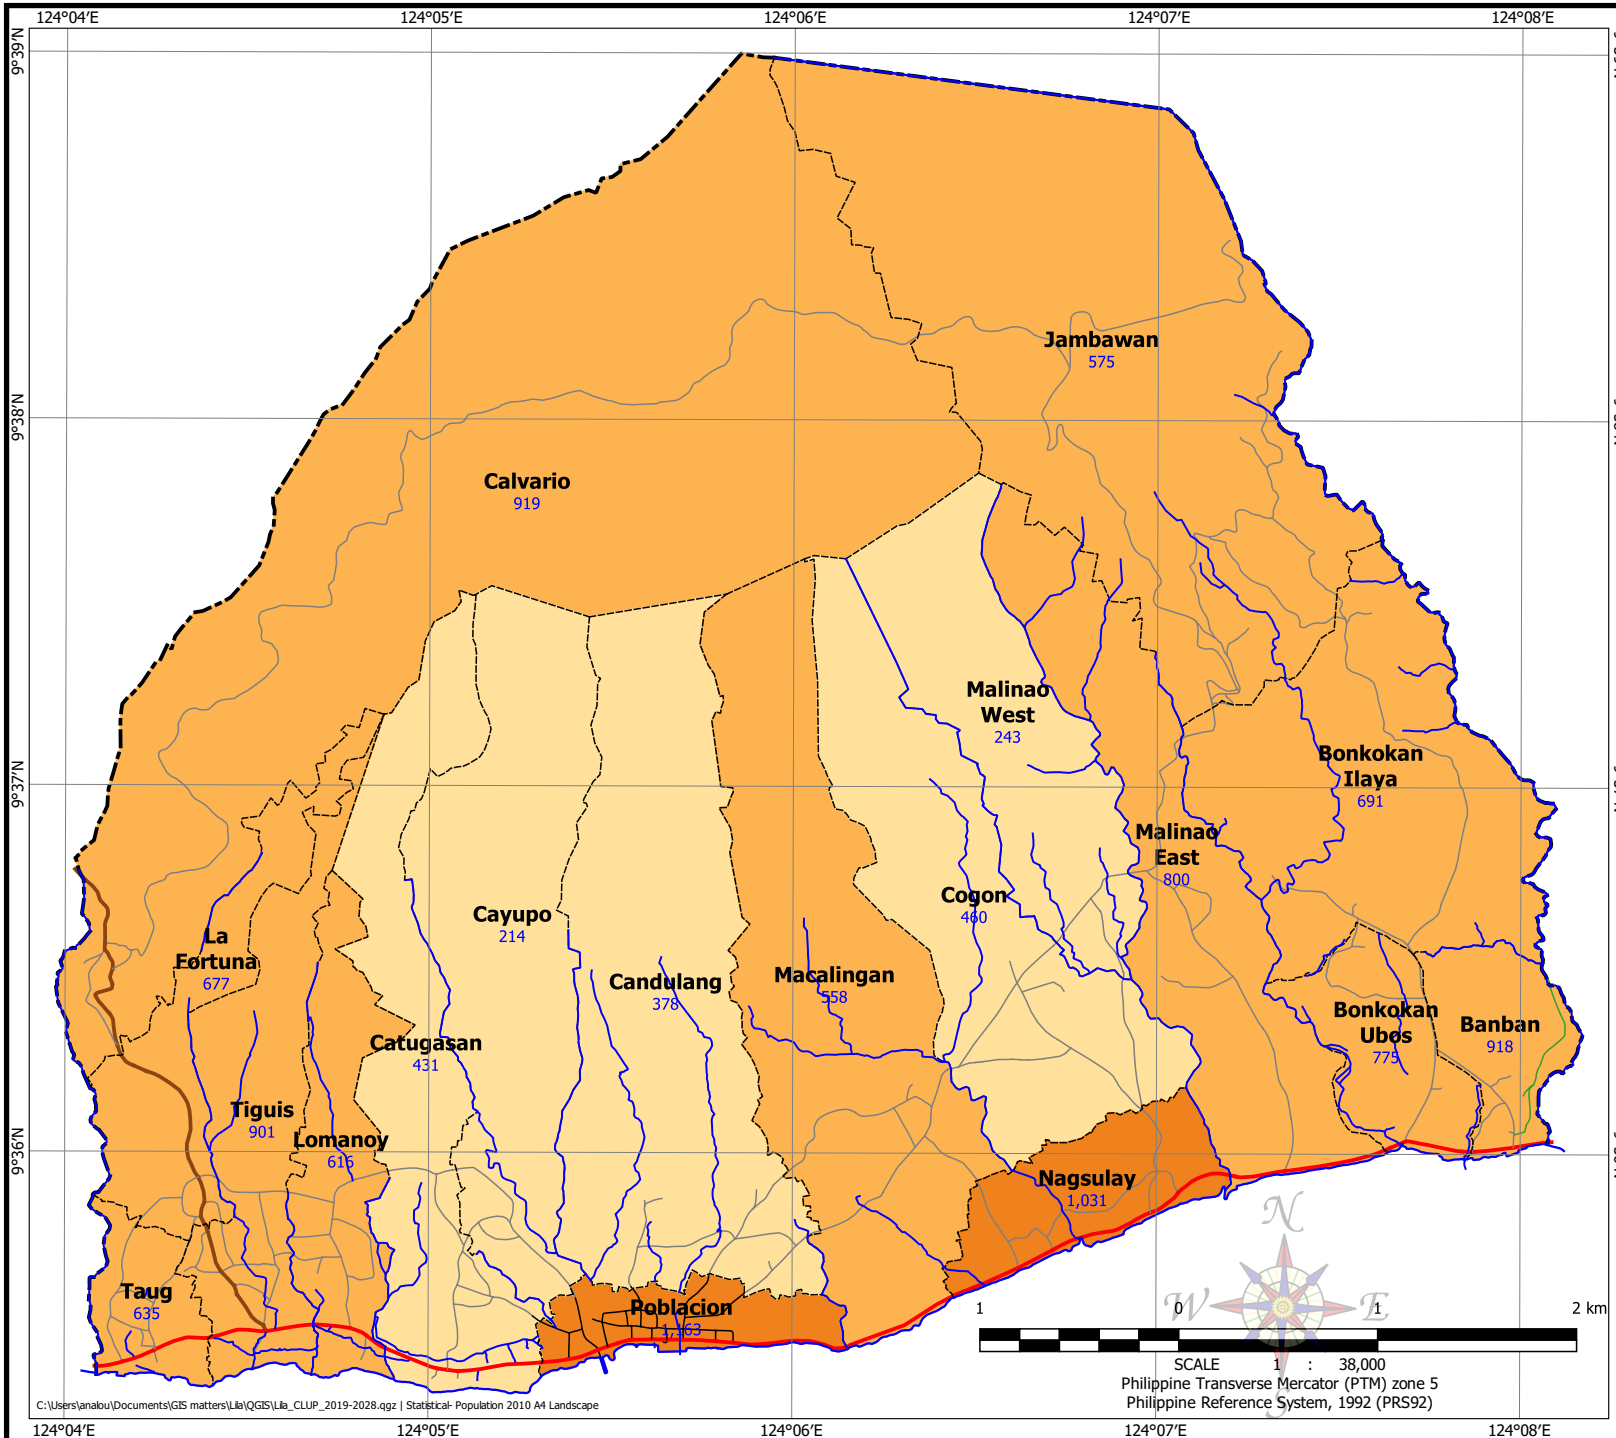 124°04′E 124°05′E 124°06′E 124°07′E 124°08′E
9°39′N
Jambawan
575
9°38′N
Calvario
919
Malinao
West
243
Bonkokan
Ilaya
691
9°37′N
Malinao
East
800
Cogon
460
Cayupo
214
La
Fortuna
677
Candulang
378
Macalingan
558
Bonkokan
Ubos
775
Banban
918
Catugasan
431
Tiguis
901
Lomanoy
616
9°36′N
Nagsulay
1,031
N
Taug
635
Poblacion
1,163
W E
1 0 1 2 km
SCALE 1 : 38,000
Philippine Transverse Mercator (PTM) zone 5
Philippine Reference System, 1992 (PRS92)
S
C:\Users\analou\Documents\GIS matters\Lila\QGIS\Lila_CLUP_2019-2028.qgz | Statistical- Population 2010 A4 Landscape
124°04′E 124°05′E 124°06′E 124°07′E 124°08′E